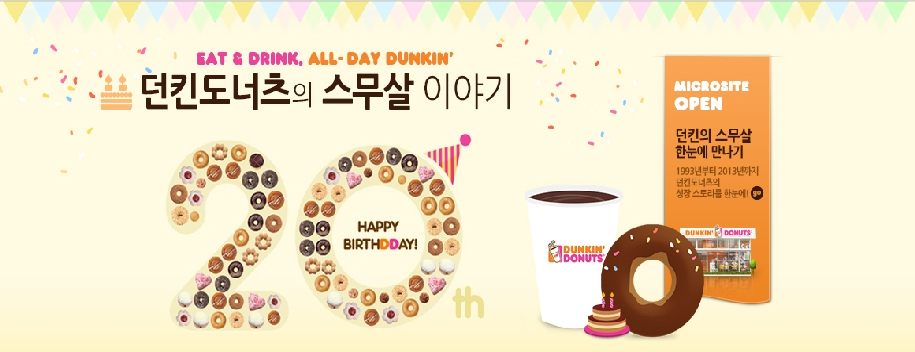 EAT & DRINK, ALL-DAY DUNKIN'
던킨도너츠의 스무살 이야기
20th
HAPPY
BIRTHDDAY!
DUNKIN'
DONUTS
MICROSITE
OPEN
던킨의 스무살
한눈에 만나기
1993년부터 2013년까지
던킨도너츠의
성장 스토리를 한눈에! go
DUNKIN' DONUTS